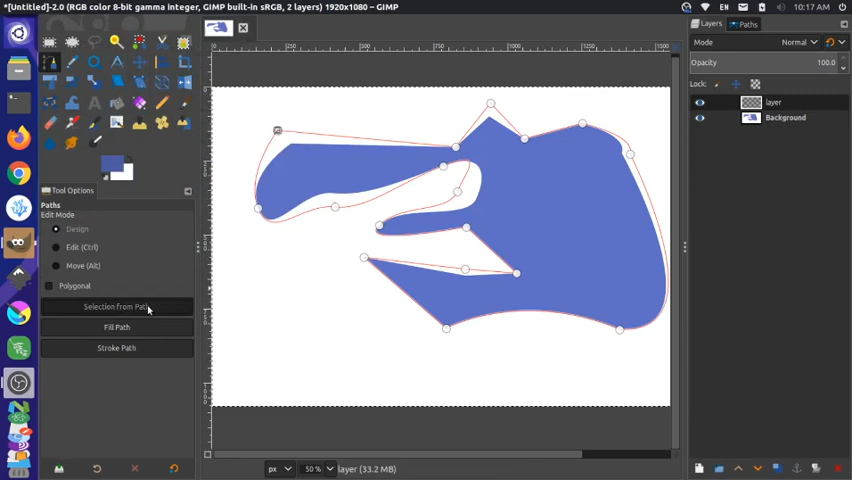 *[Untitled]-2.0 (RGB color 8-bit gamma integer, GIMP built-in sRGB, 2 layers) 1920x1080 – GIMP
EN
10:17 AM
Layers
Paths
Mode
Normal
Opacity
100.0
Lock:
layer
Background
Tool Options
Paths
Edit Mode
Design
Edit (Ctrl)
Move (Alt)
Polygonal
Selection from Path
Fill Path
Stroke Path
250
500
750
1000
1250
1500
px
50 %
layer (33.2 MB)